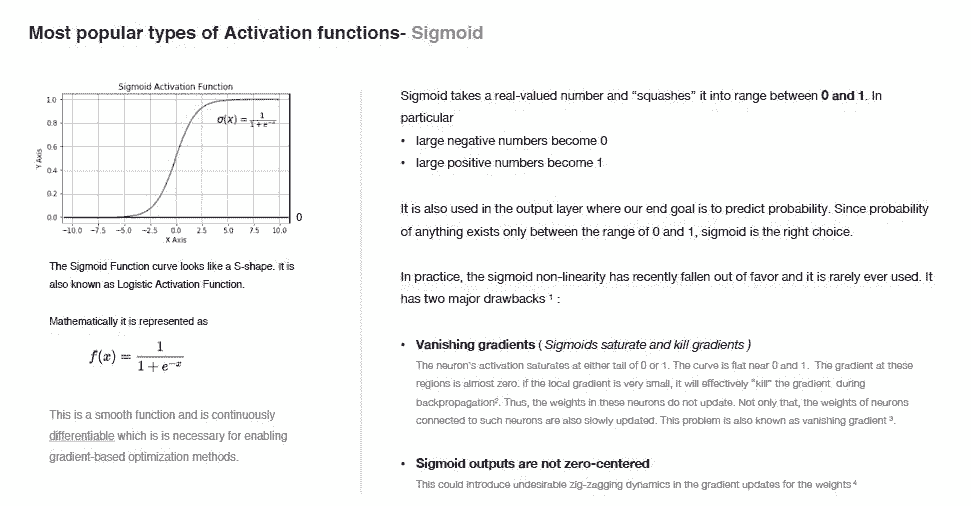 Most popular types of Activation functions- Sigmoid
Sigmoid Activation Function
σ(x) = 1 / (1 + e^-x)
Y Axis
1.0
0.8
0.6
0.4
0.2
0.0
0
−10.0 −7.5 −5.0 −2.5 0.0 2.5 5.0 7.5 10.0
X Axis
The Sigmoid Function curve looks like a S-shape. It is
also known as Logistic Activation Function.
Mathematically it is represented as
f(x) = 1 / (1 + e^-x)
This is a smooth function and is continuously
differentiable which is is necessary for enabling
gradient-based optimization methods.
Sigmoid takes a real-valued number and “squashes” it into range between 0 and 1. In
particular
• large negative numbers become 0
• large positive numbers become 1
It is also used in the output layer where our end goal is to predict probability. Since probability
of anything exists only between the range of 0 and 1, sigmoid is the right choice.
In practice, the sigmoid non-linearity has recently fallen out of favor and it is rarely ever used. It
has two major drawbacks ¹ :
• Vanishing gradients ( Sigmoids saturate and kill gradients )
The neuron's activation saturates at either tail of 0 or 1. The curve is flat near 0 and 1. The gradient at these
regions is almost zero. If the local gradient is very small, it will effectively “kill” the gradient during
backpropagation². Thus, the weights in these neurons do not update. Not only that, the weights of neurons
connected to such neurons are also slowly updated. This problem is also known as vanishing gradient ³.
• Sigmoid outputs are not zero-centered
This could introduce undesirable zig-zagging dynamics in the gradient updates for the weights ⁴